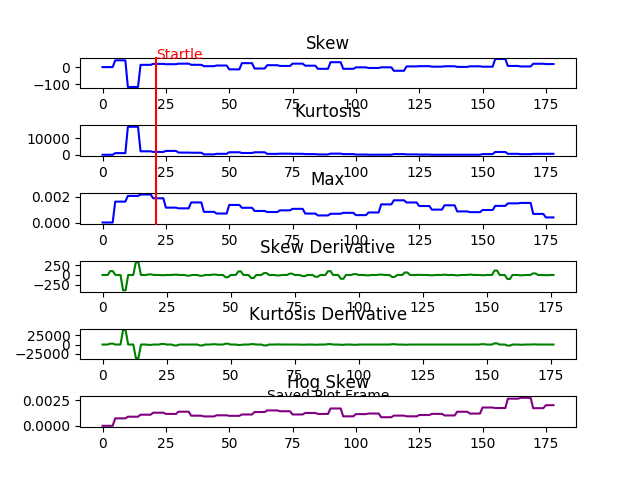 Skew
Startle
0
−100
0 25 50 75 100 125 150 175
Kurtosis
10000
0
0 25 50 75 100 125 150 175
Max
0.002
0.000
0 25 50 75 100 125 150 175
Skew Derivative
250
0
−250
0 25 50 75 100 125 150 175
Kurtosis Derivative
25000
0
−25000
0 25 50 75 100 125 150 175
Hog Skew
Saved Plot Frame
0.0025
0.0000
0 25 50 75 100 125 150 175